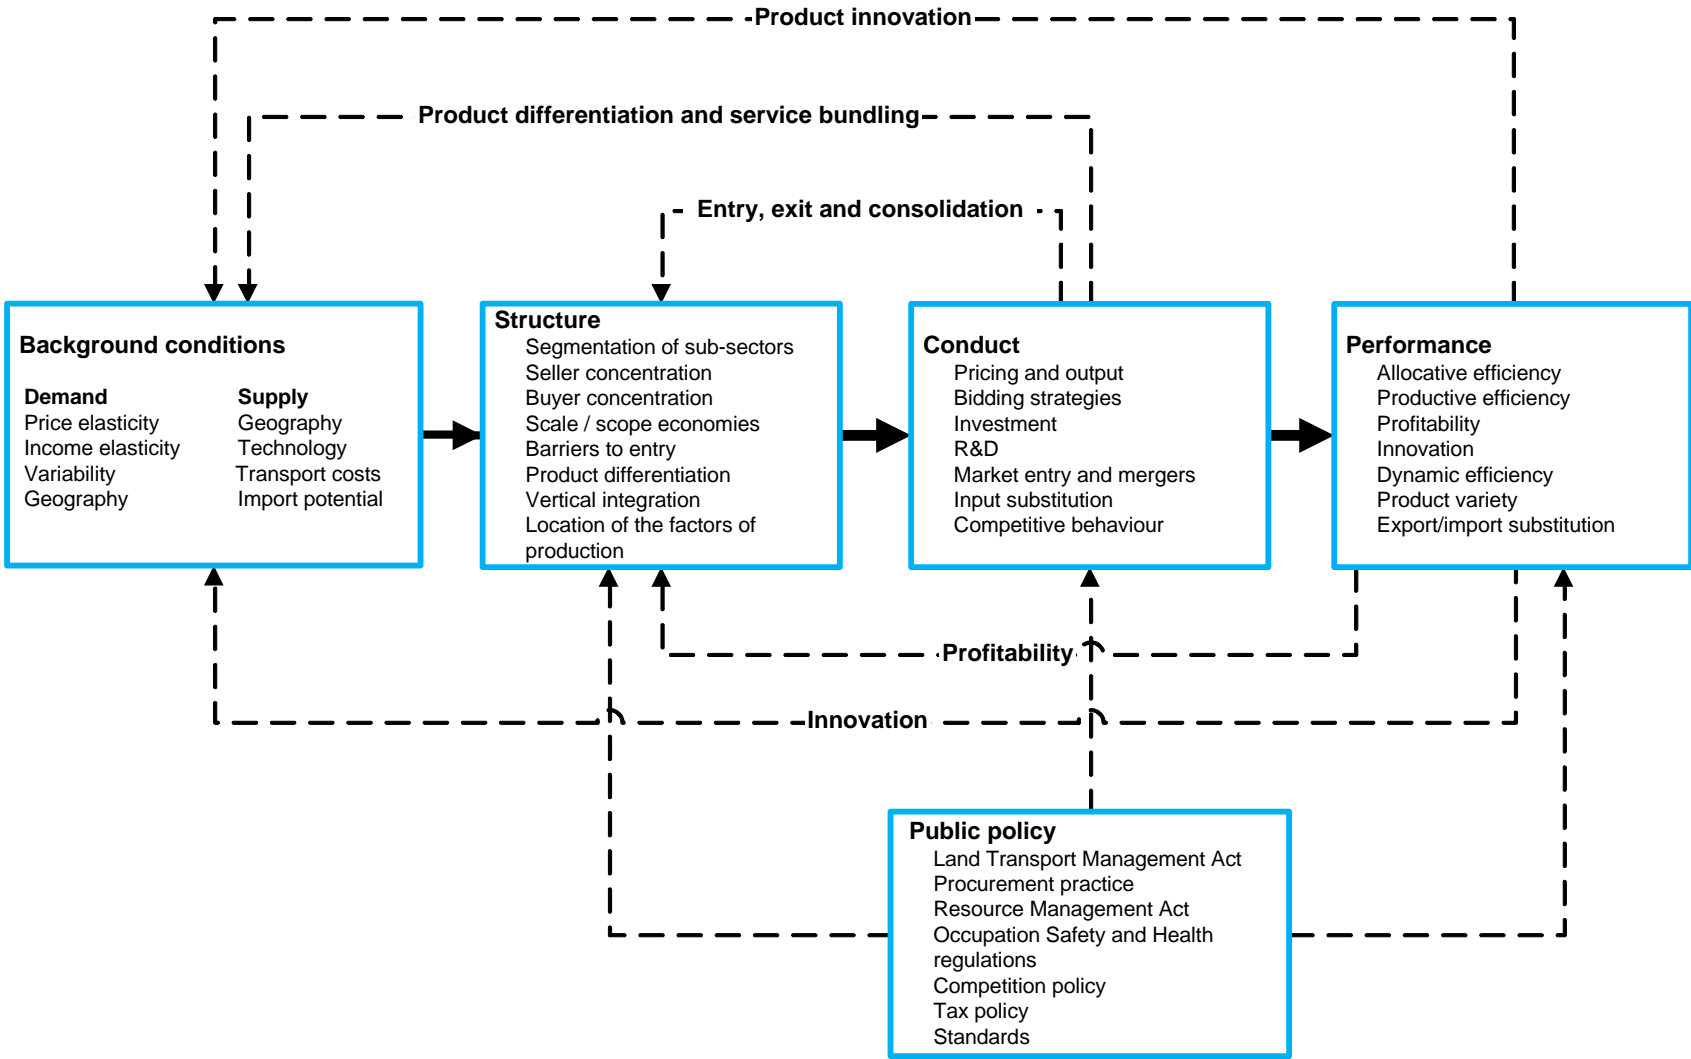 Product innovation
Product differentiation and service bundling
Entry, exit and consolidation
Background conditions
Demand
Price elasticity
Income elasticity
Variability
Geography
Supply
Geography
Technology
Transport costs
Import potential
Structure
Segmentation of sub-sectors
Seller concentration
Buyer concentration
Scale / scope economies
Barriers to entry
Product differentiation
Vertical integration
Location of the factors of
production
Conduct
Pricing and output
Bidding strategies
Investment
R&D
Market entry and mergers
Input substitution
Competitive behaviour
Performance
Allocative efficiency
Productive efficiency
Profitability
Innovation
Dynamic efficiency
Product variety
Export/import substitution
Profitability
Innovation
Public policy
Land Transport Management Act
Procurement practice
Resource Management Act
Occupation Safety and Health
regulations
Competition policy
Tax policy
Standards